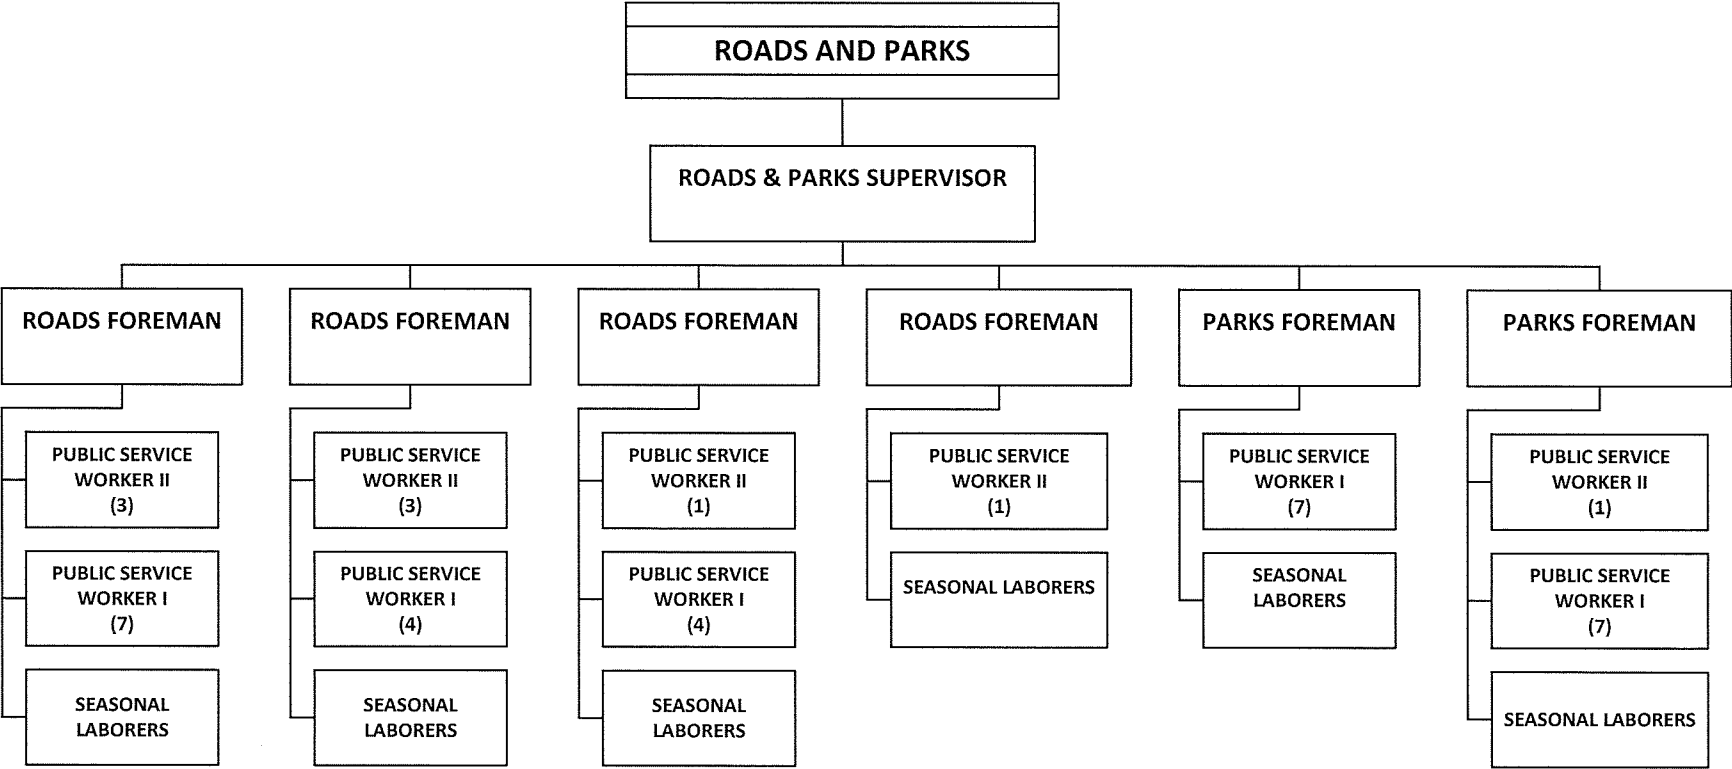 ROADS AND PARKS
ROADS & PARKS SUPERVISOR
ROADS FOREMAN
PUBLIC SERVICE
WORKER II
(3)
PUBLIC SERVICE
WORKER I
(7)
SEASONAL
LABORERS
ROADS FOREMAN
PUBLIC SERVICE
WORKER II
(3)
PUBLIC SERVICE
WORKER I
(4)
SEASONAL
LABORERS
ROADS FOREMAN
PUBLIC SERVICE
WORKER II
(1)
PUBLIC SERVICE
WORKER I
(4)
SEASONAL
LABORERS
ROADS FOREMAN
PUBLIC SERVICE
WORKER II
(1)
SEASONAL LABORERS
PARKS FOREMAN
PUBLIC SERVICE
WORKER I
(7)
SEASONAL
LABORERS
PARKS FOREMAN
PUBLIC SERVICE
WORKER II
(1)
PUBLIC SERVICE
WORKER I
(7)
SEASONAL LABORERS